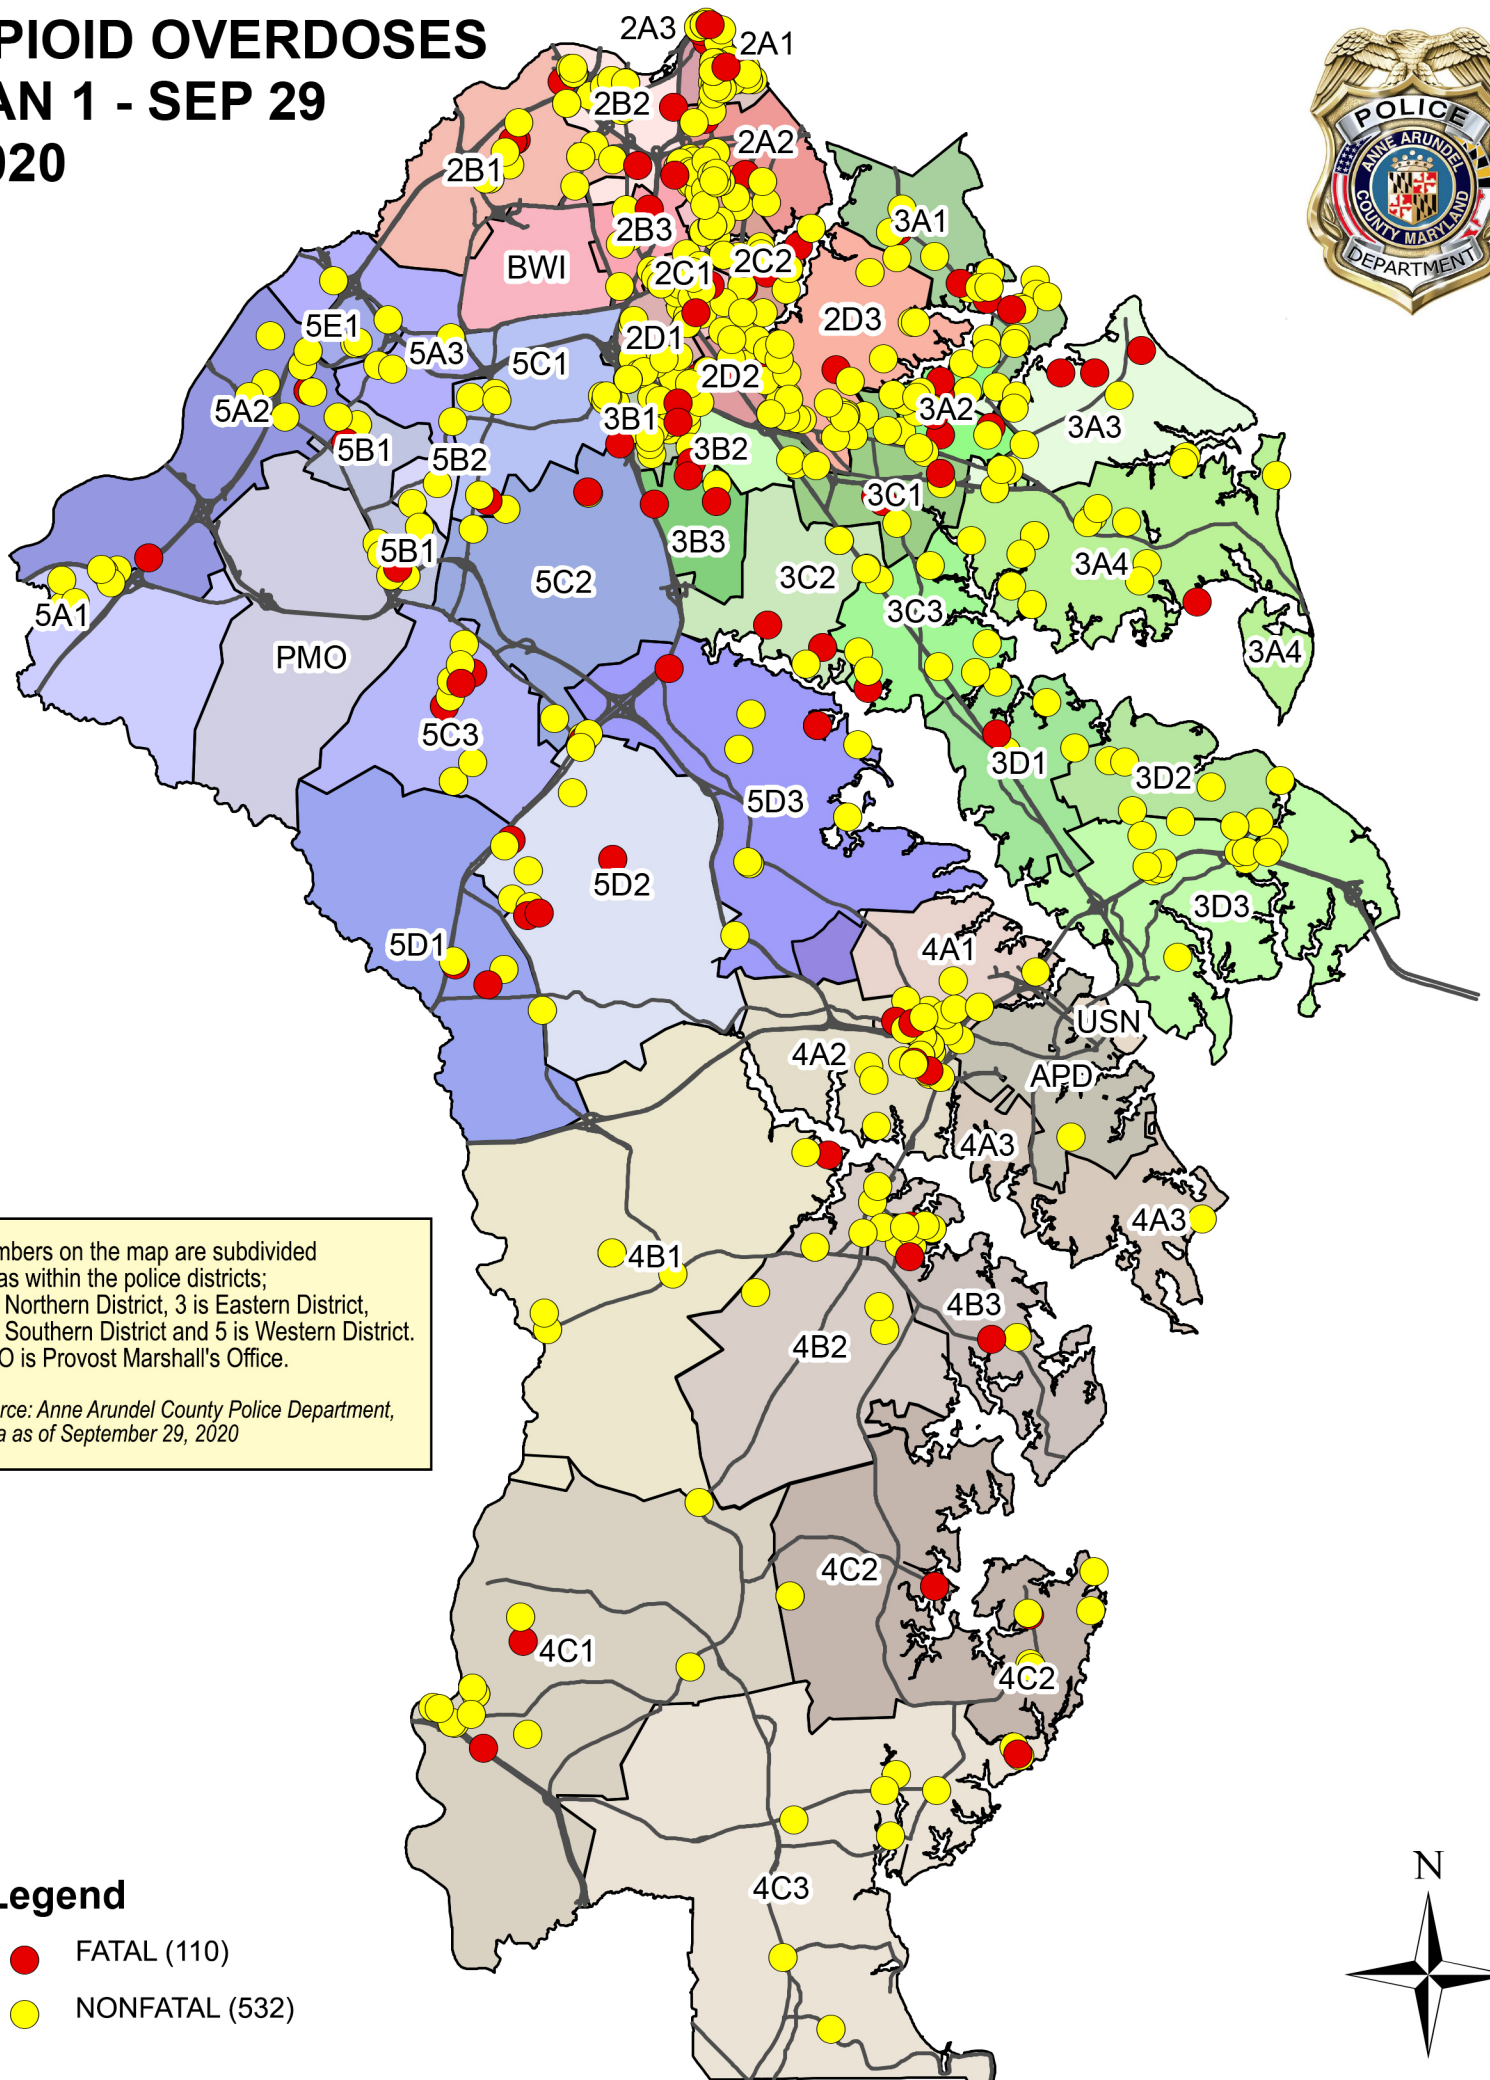 PIOID OVERDOSES
AN 1 - SEP 29
020
POLICE
ANNE ARUNDEL
COUNTY MARYLAND
DEPARTMENT
2A3
2A1
2B2
2A2
2B1
3A1
2B3
BWI
2C1
2C2
2D3
5E1
2D1
5A3
5C1
2D2
5A2
3B1
3A2
3A3
5B1
5B2
3B2
3C1
3B3
5B1
3A4
5C2
3C2
5A1
3C3
PMO
3A4
5C3
3D1
3D2
5D3
5D2
3D3
5D1
4A1
USN
4A2
APD
4A3
4A3
4B1
4B3
4B2
4C2
4C1
4C2
4C3
mbers on the map are subdivided
as within the police districts;
Northern District, 3 is Eastern District,
Southern District and 5 is Western District.
O is Provost Marshall's Office.
rce: Anne Arundel County Police Department,
a as of September 29, 2020
Legend
FATAL (110)
NONFATAL (532)
N